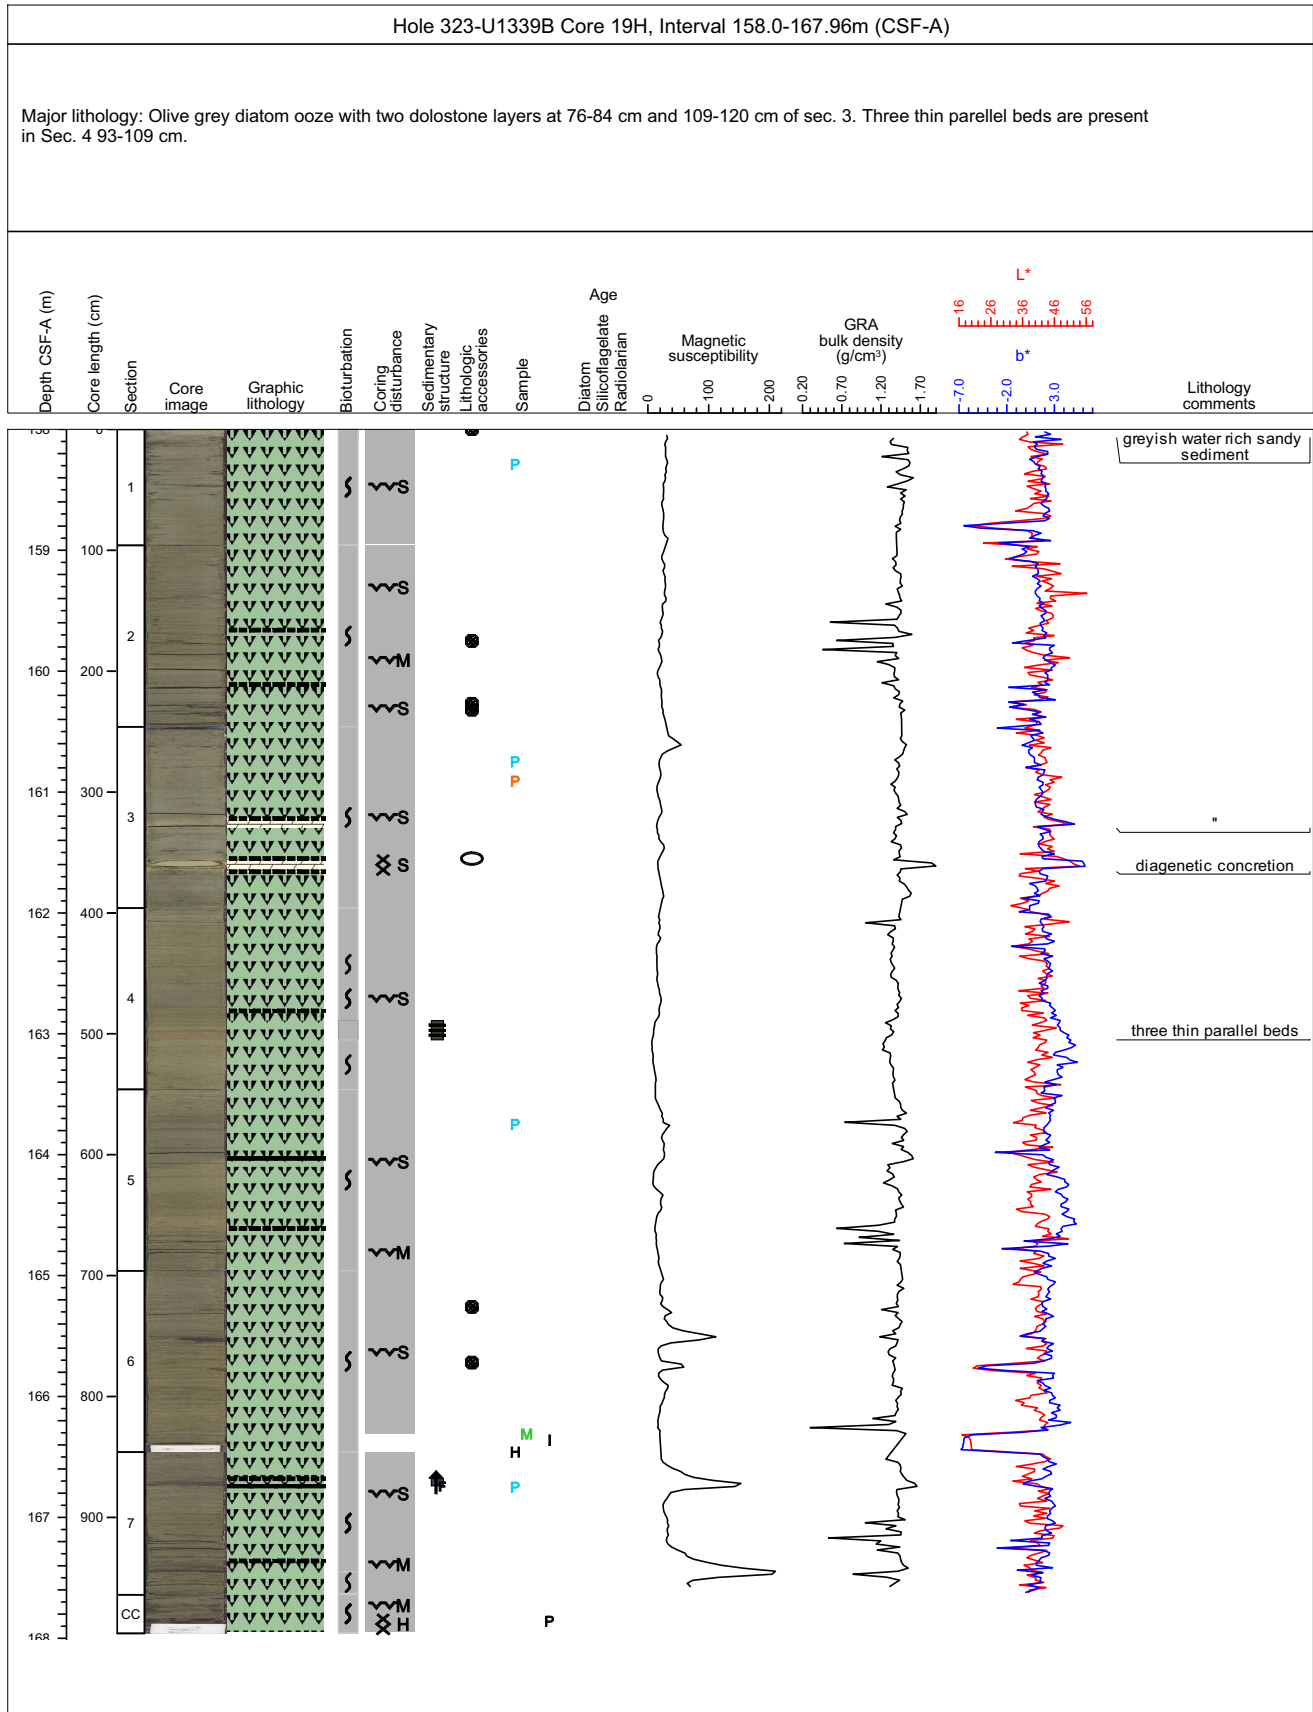 Hole 323-U1339B Core 19H, Interval 158.0-167.96m (CSF-A)
Major lithology: Olive grey diatom ooze with two dolostone layers at 76-84 cm and 109-120 cm of sec. 3. Three thin parellel beds are present
in Sec. 4 93-109 cm.
Depth CSF-A (m)
Core length (cm)
Section
Core
image
Graphic
lithology
Bioturbation
Coring
disturbance
Sedimentary
structure
Lithologic
accessories
Sample
Age
Diatom
Silicoflagelate
Radiolarian
Magnetic
susceptibility
0 100 200
GRA
bulk density
(g/cm³)
0.20 0.70 1.20 1.70
L*
16 26 36 46 56
b*
-7.0 -2.0 3.0
Lithology
comments
158 0
greyish water rich sandy
sediment
P
1 S
159 100
S
2
M
160 200
S
P
P
161 300
3 S
"
S
diagenetic concretion
162 400
4 S
163 500
three thin parallel beds
P
164 600
S
5
M
165 700
S
6
166 800
M I
H
P
S
167 900
7
M
M
CC
H P
168